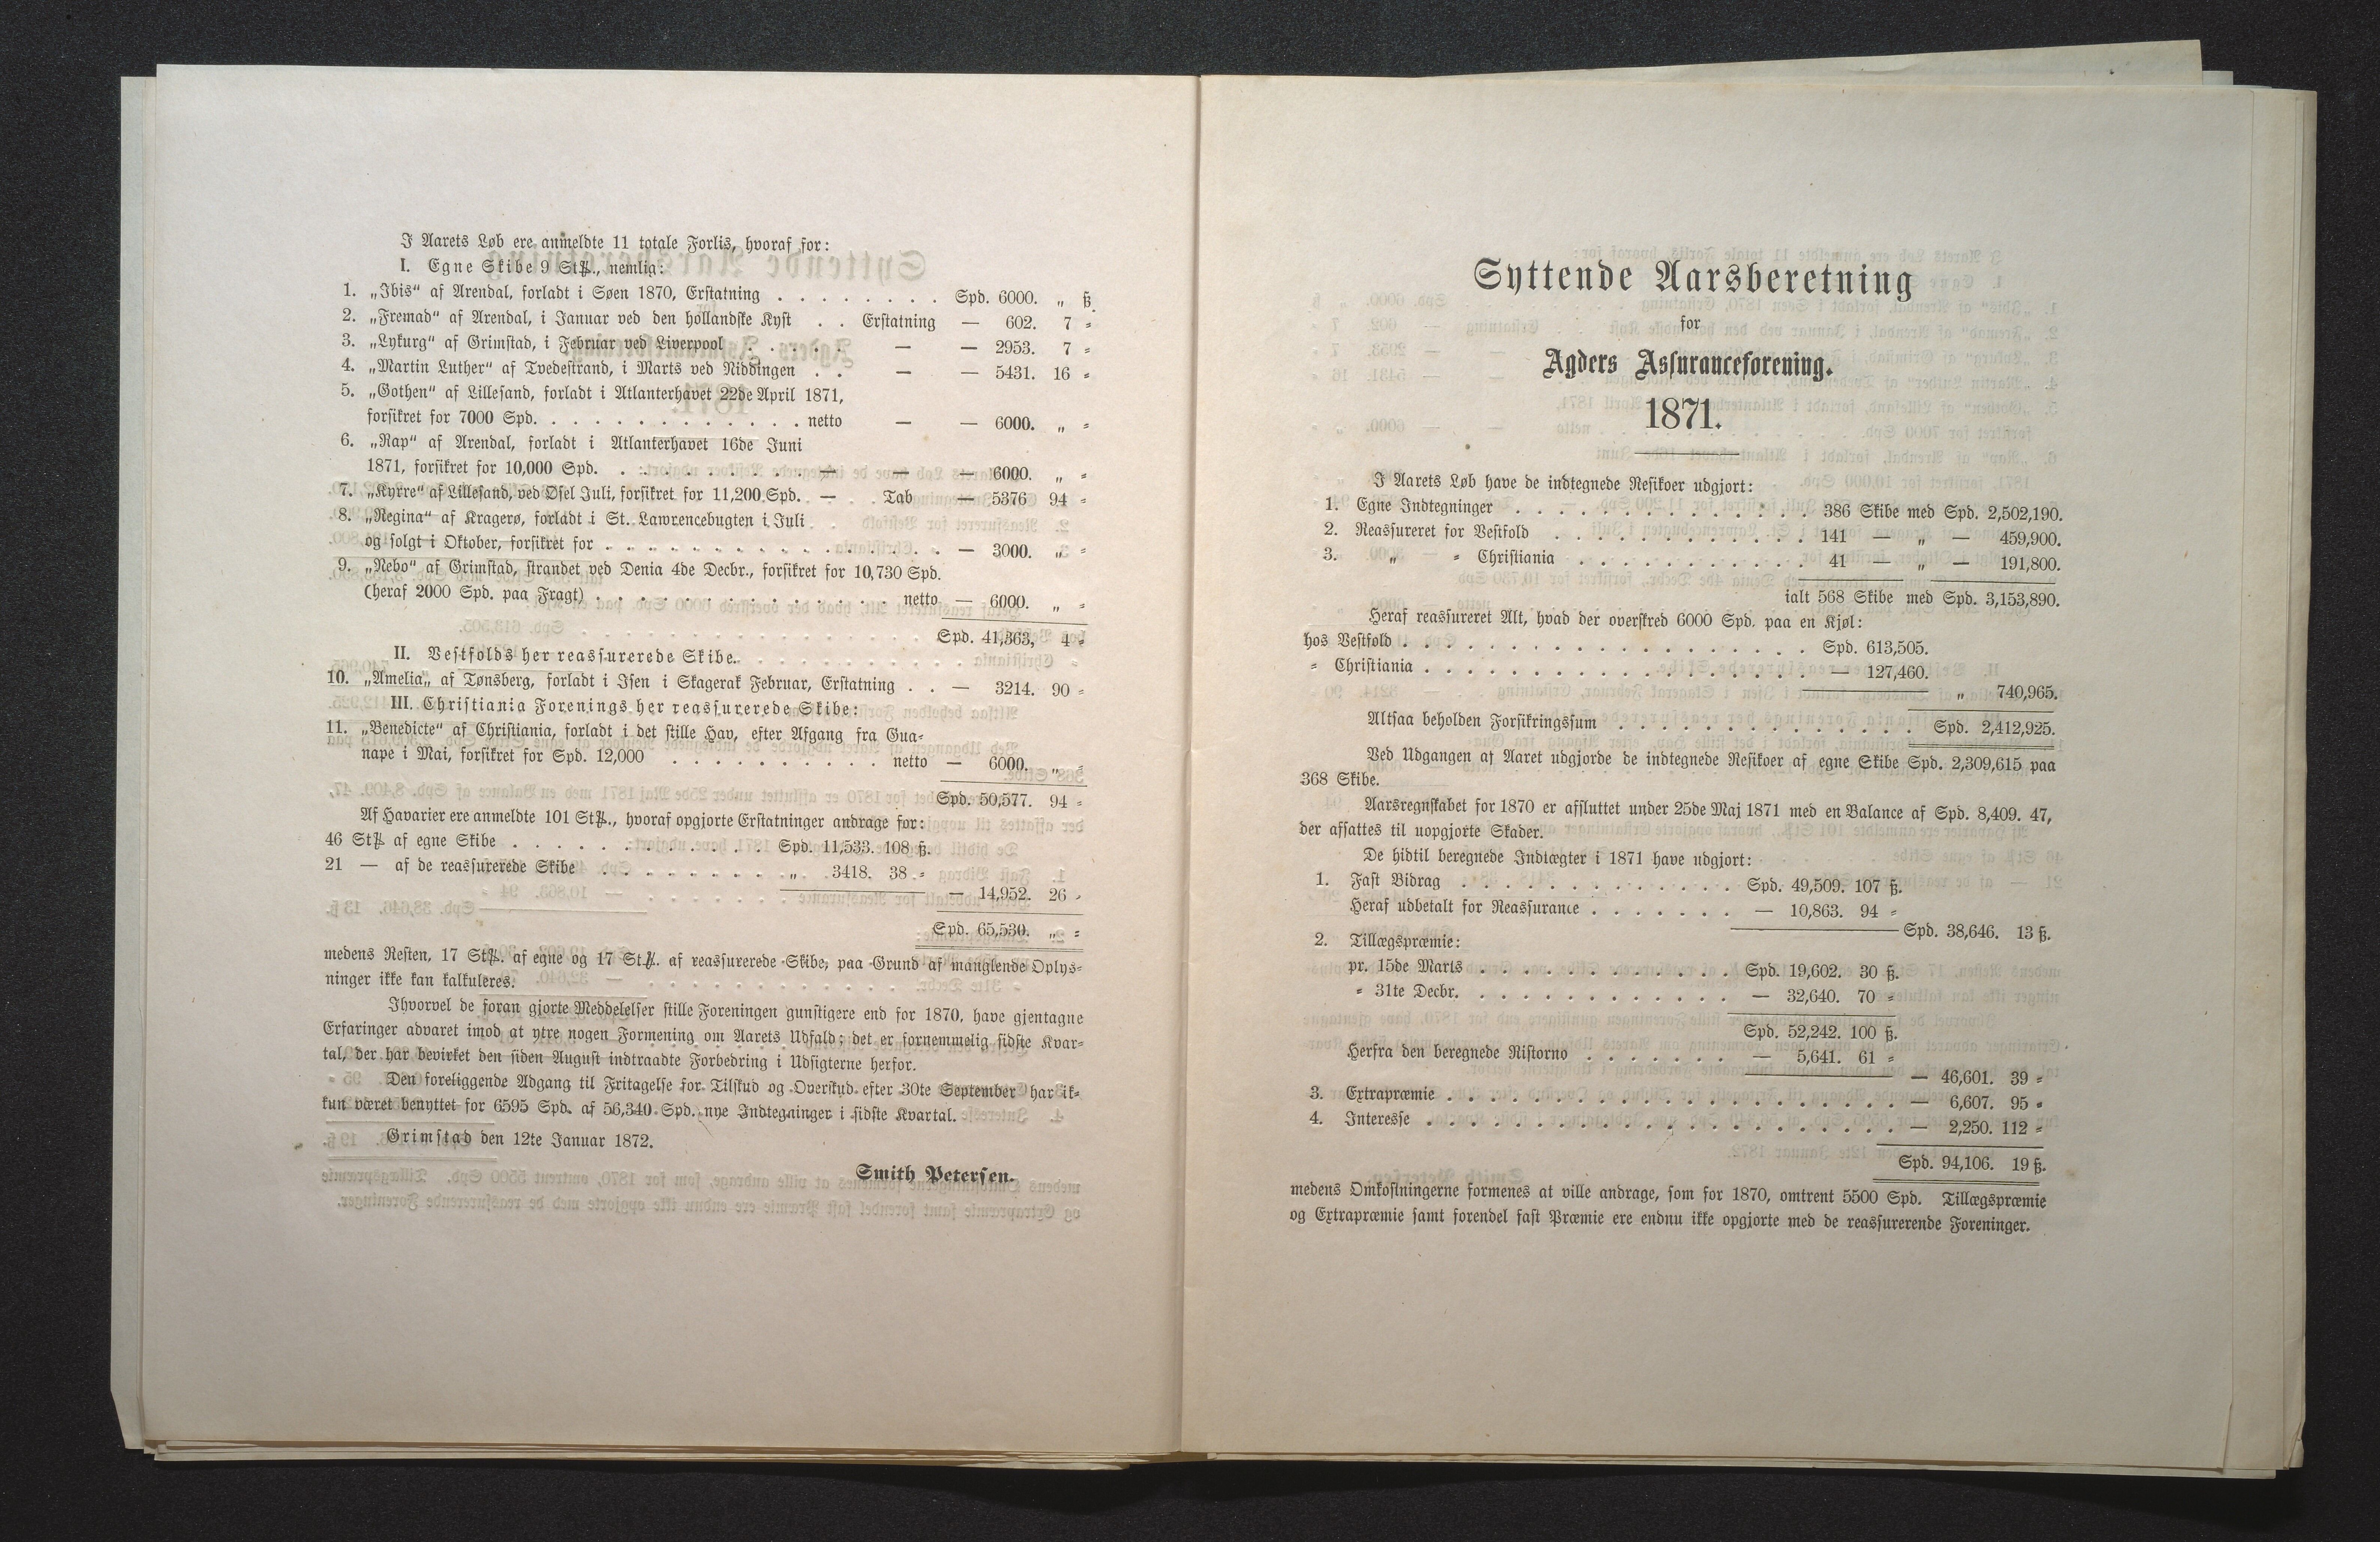 I Aarets Løb ere anmeldte 11 totale Forlis, hvoraf for:
I. Egne Skibe 9 Stk., nemlig:
1. „Ibis“ af Arendal, forladt i Søen 1870, Erstatning . . . . . . . . Spd. 6000. „ ß.
2. „Fremad“ af Arendal, i Januar ved den hollandske Kyst . . Erstatning — 602. 7 =
3. „Lykurg“ af Grimstad, i Februar ved Liverpool . . . . . — — 2953. 7 =
4. „Martin Luther“ af Tvedestrand, i Marts ved Niddingen . . — — 5431. 16 =
5. „Gothen“ af Lillesand, forladt i Atlanterhavet 22de April 1871,
forsikret for 7000 Spd. . . . . . . . . . . . . netto — — 6000. „ =
6. „Rap“ af Arendal, forladt i Atlanterhavet 16de Juni
1871, forsikret for 10,000 Spd. . . . . . . . — — — 6000. „ =
7. „Kyrre“ af Lillesand, ved Øsel Juli, forsikret for 11,200 Spd. — Tab — 5376 94 =
8. „Regina“ af Kragerø, forladt i St. Lawrencebugten i Juli
og solgt i Oktober, forsikret for . . . . . . . . . . . . . . . . — 3000. „ =
9. „Nebo“ af Grimstad, strandet ved Denia 4de Decbr., forsikret for 10,730 Spd.
(heraf 2000 Spd. paa Fragt) . . . . . . . . . . . . . . netto — 6000. „ =
Spd. 41,363, 4 =
II. Vestfolds her reassurerede Skibe.
10. „Amelia„ af Tønsberg, forladt i Isen i Skagerak Februar, Erstatning . . — 3214. 90 =
III. Christiania Forenings her reassurerede Skibe:
11. „Benedicte“ af Christiania, forladt i det stille Hav, efter Afgang fra Gua=
nape i Mai, forsikret for Spd. 12,000 . . . . . . . . . . netto — 6000. „ =
Spd. 50,577. 94 =
Af Havarier ere anmeldte 101 Stk., hvoraf opgjorte Erstatninger andrage for:
46 Stk af egne Skibe . . . . . . . . . . . . Spd. 11,533. 108 ß.
21 — af de reassurerede Skibe . . . . . . . . „ 3418. 38 =
— 14,952. 26 =
Spd. 65,530. „ =
medens Resten, 17 Stk. af egne og 17 Stk. af reassurerede Skibe, paa Grund af manglende Oplys=
ninger ikke kan kalkuleres.
Ihvorvel de foran gjorte Meddelelser stille Foreningen gunstigere end for 1870, have gjentagne
Erfaringer advaret imod at ytre nogen Formening om Aarets Udfald; det er fornemmelig sidste Kvar=
tal, der har bevirket den siden August indtraadte Forbedring i Udsigterne herfor.
Den foreliggende Adgang til Fritagelse for Tilskud og Overskud efter 30te September har ik=
kun været benyttet for 6595 Spd. af 56,340 Spd. nye Indtegninger i sidste Kvartal.
Grimstad den 12te Januar 1872.
Smith Petersen.
Syttende Aarsberetning
for
Agders Assuranceforening.
1871.
I Aarets Løb have de indtegnede Resikoer udgjort:
1. Egne Indtegninger . . . . . . . . . . . . . . . . 386 Skibe med Spd. 2,502,190.
2. Reassureret for Vestfold . . . . . . . . . . . . . 141 — „ — 459,900.
3. „ = Christiania . . . . . . . . . . . . 41 — „ — 191,800.
ialt 568 Skibe med Spd. 3,153,890.
Heraf reassureret Alt, hvad der overskred 6000 Spd. paa en Kjøl:
hos Vestfold . . . . . . . . . . . . . . . . . . . Spd. 613,505.
= Christiania . . . . . . . . . . . . . . . . . . — 127,460.
„ 740,965.
Altsaa beholden Forsikringssum . . . . . . . . . . . . . . Spd. 2,412,925.
Ved Udgangen af Aaret udgjorde de indtegnede Resikoer af egne Skibe Spd. 2,309,615 paa
368 Skibe.
Aarsregnskabet for 1870 er afsluttet under 25de Maj 1871 med en Balance af Spd. 8,409. 47,
der afsattes til uopgjorte Skader.
De hidtil beregnede Indtægter i 1871 have udgjort:
1. Fast Bidrag . . . . . . . . . . . . . Spd. 49,509. 107 ß.
Heraf udbetalt for Reassurance . . . . . . . — 10,863. 94 =
Spd. 38,646. 13 ß.
2. Tillægspræmie:
pr. 15de Marts . . . . . . . . . . . . Spd. 19,602. 30 ß.
= 31te Decbr. . . . . . . . . . . . . — 32,640. 70 =
Spd. 52,242. 100 ß.
Herfra den beregnede Ristorno . . . . . . . — 5,641. 61 =
— 46,601. 39 =
3. Extrapræmie . . . . . . . . . . . . . . . . . . . . . . . — 6,607. 95 =
4. Interesse . . . . . . . . . . . . . . . . . . . . . . . . — 2,250. 112 =
Spd. 94,106. 19 ß.
medens Omkostningerne formenes at ville andrage, som for 1870, omtrent 5500 Spd. Tillægspræmie
og Extrapræmie samt forendel fast Præmie ere endnu ikke opgjorte med de reassurerende Foreninger.